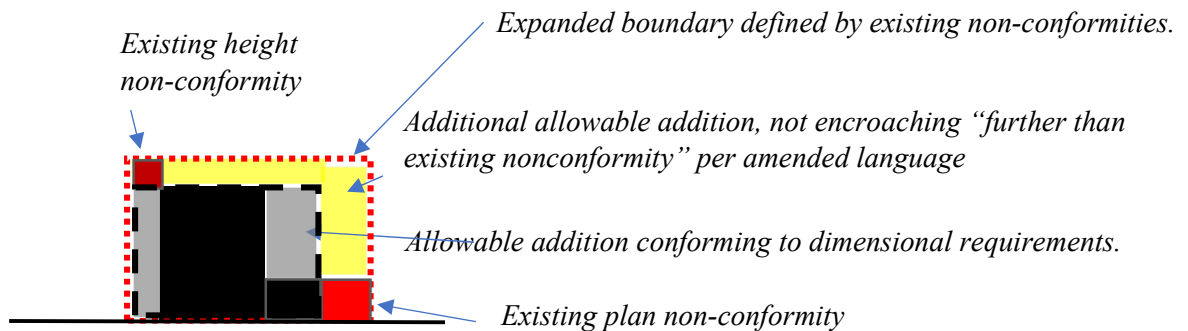 Expanded boundary defined by existing non-conformities.
Existing height
non-conformity
Additional allowable addition, not encroaching “further than
existing nonconformity” per amended language
Allowable addition conforming to dimensional requirements.
Existing plan non-conformity